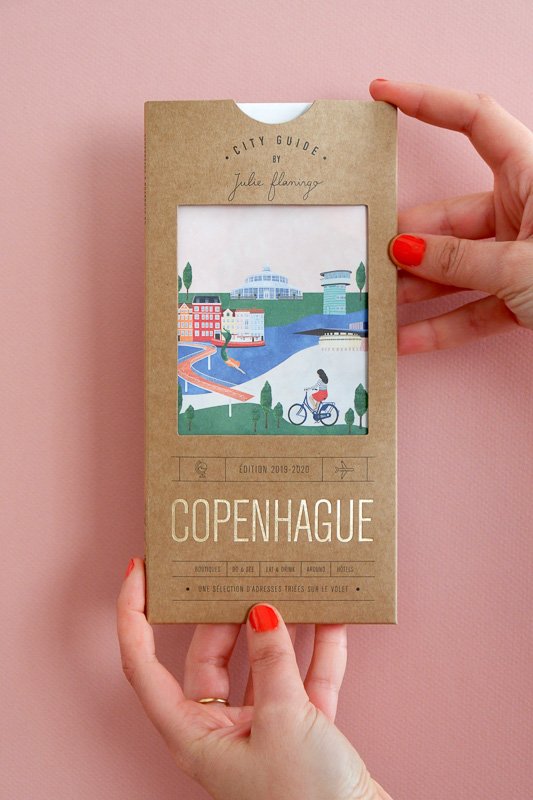 • CITY GUIDE •
BY
Julie flamingo
ÉDITION 2019-2020
COPENHAGUE
BOUTIQUES DO & SEE EAT & DRINK AROUND HÔTELS
• UNE SÉLECTION D'ADRESSES TRIÉES SUR LE VOLET •